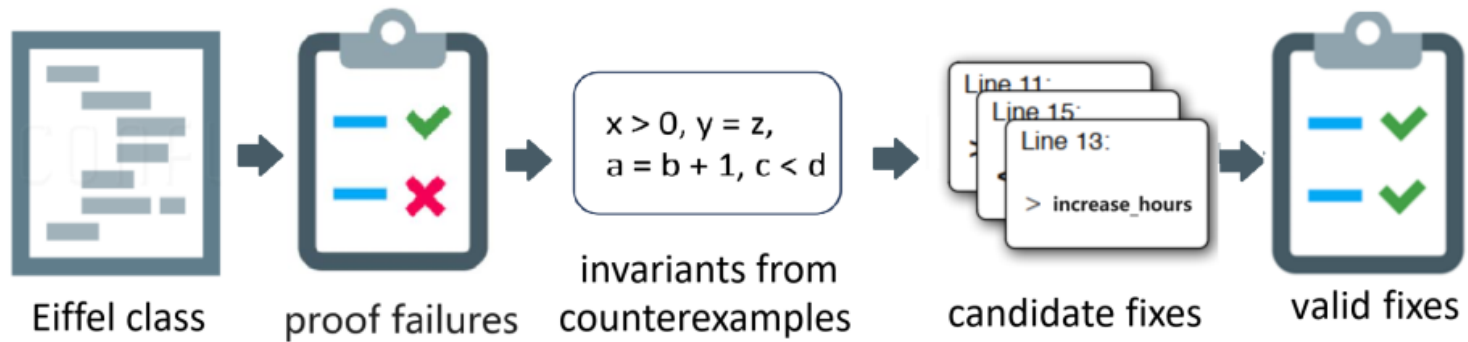 x > 0, y = z,
a = b + 1, c < d
Line 11:
Line 15:
Line 13:
> increase_hours
Eiffel class
proof failures
invariants from
counterexamples
candidate fixes
valid fixes